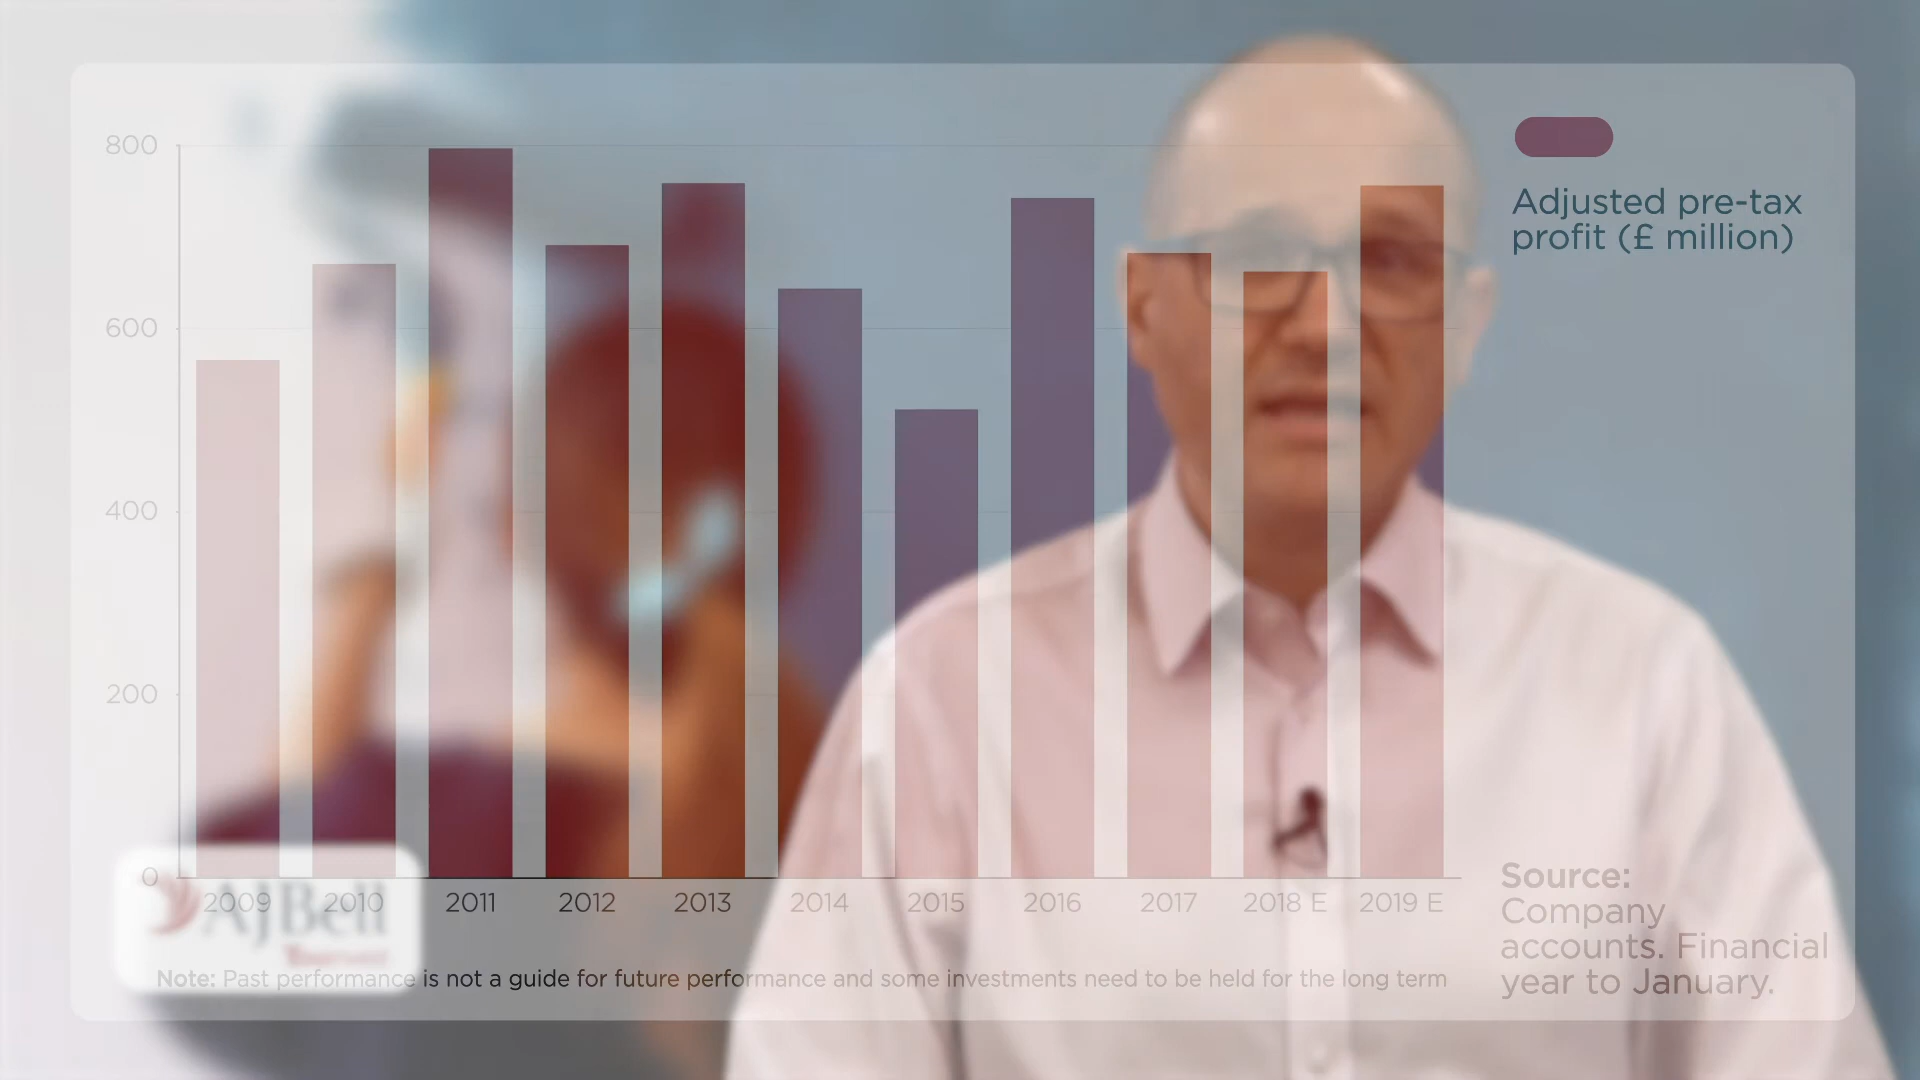 800
600
400
200
0
2009
2010
2011
2012
2013
2014
2015
2016
2017
2018 E
2019 E
Adjusted pre-tax
profit (£ million)
Source:
Company
accounts. Financial
year to January.
AJBell
Note: Past performance is not a guide for future performance and some investments need to be held for the long term